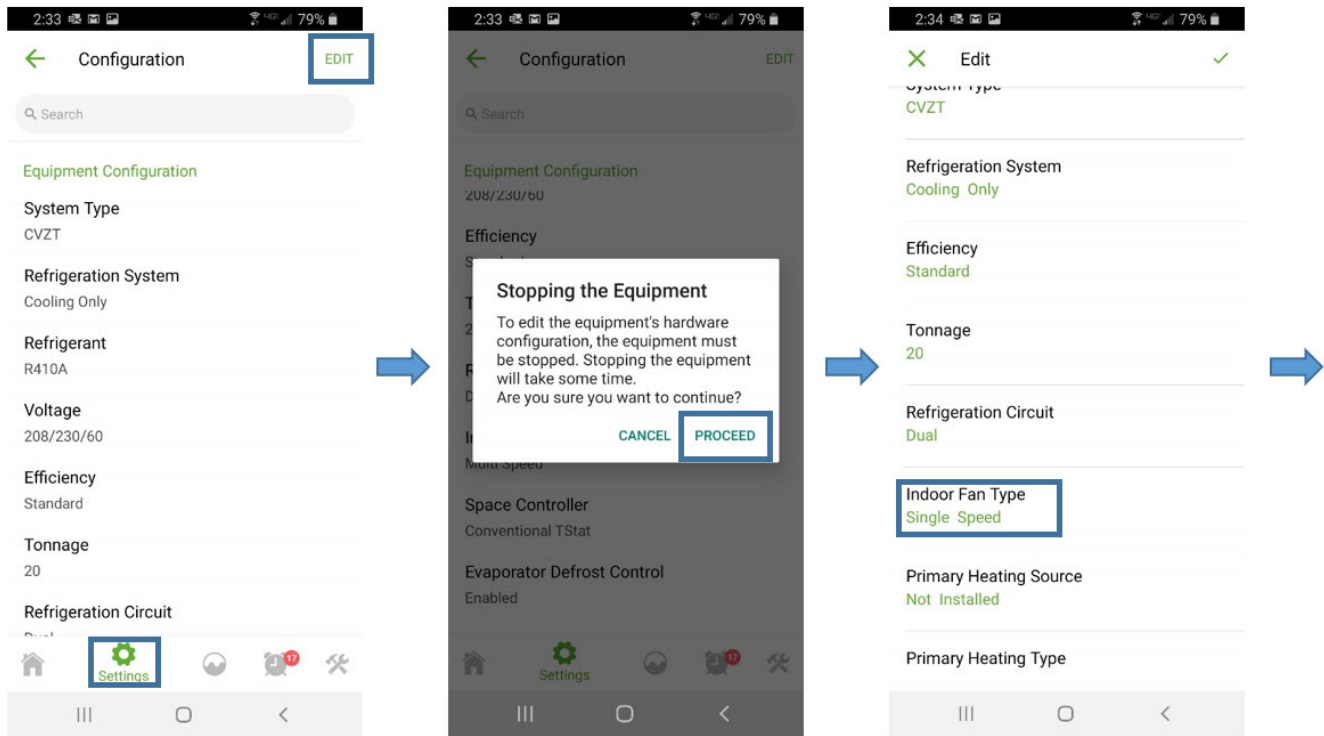 2:33
79%
Configuration
EDIT
Search
Equipment Configuration
System Type
CVZT
Refrigeration System
Cooling Only
Refrigerant
R410A
Voltage
208/230/60
Efficiency
Standard
Tonnage
20
Refrigeration Circuit
Dual
17
Settings
2:33
79%
Configuration
EDIT
Search
Equipment Configuration
208/230/60
Efficiency
Stopping the Equipment
To edit the equipment's hardware
configuration, the equipment must
be stopped. Stopping the equipment
will take some time.
Are you sure you want to continue?
CANCEL PROCEED
Multi Speed
Space Controller
Conventional TStat
Evaporator Defrost Control
Enabled
17
Settings
2:34
79%
Edit
System Type
CVZT
Refrigeration System
Cooling Only
Efficiency
Standard
Tonnage
20
Refrigeration Circuit
Dual
Indoor Fan Type
Single Speed
Primary Heating Source
Not Installed
Primary Heating Type